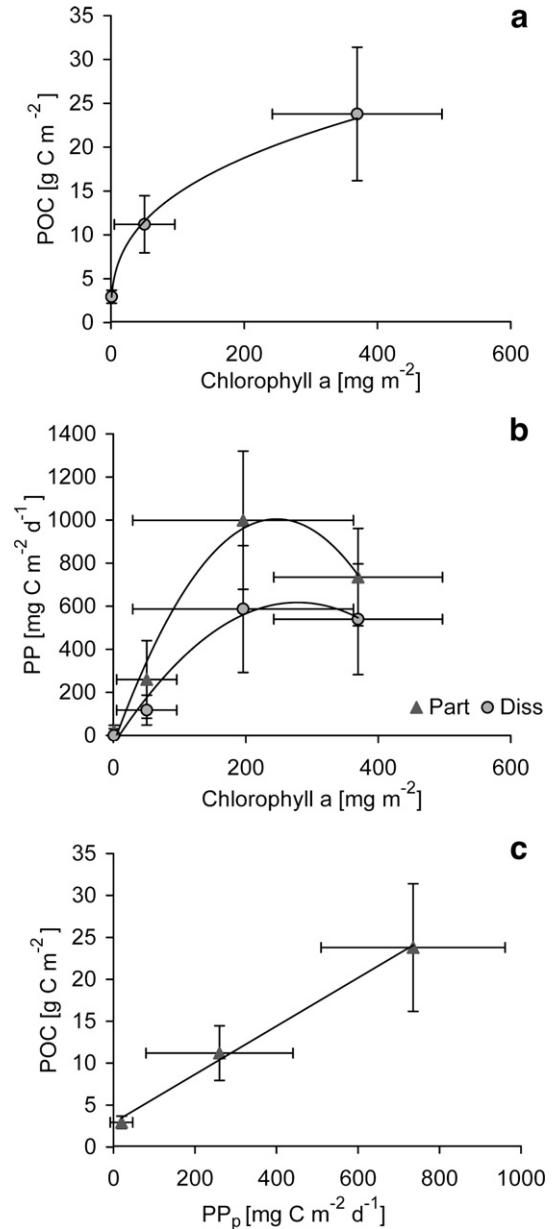 a
35
30
25
20
15
10
5
0
POC [g C m⁻²]
0 200 400 600
Chlorophyll a [mg m⁻²]
b
1400
1200
1000
800
600
400
200
0
PP [mg C m⁻² d⁻¹]
Part Diss
0 200 400 600
Chlorophyll a [mg m⁻²]
c
35
30
25
20
15
10
5
0
POC [g C m⁻²]
0 200 400 600 800 1000
PPₚ [mg C m⁻² d⁻¹]